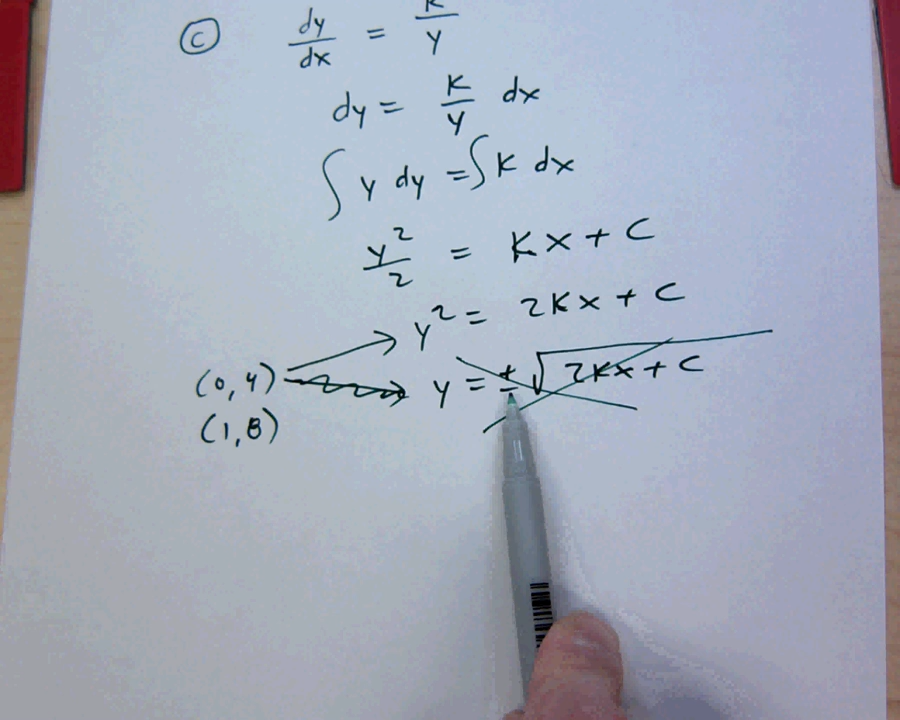 ⓒ dy/dx = K/y
dy = K/y dx
∫ y dy = ∫ K dx
y²/2 = Kx + C
y² = 2Kx + C
(0,4) y = ± √2Kx + C
(1,8)